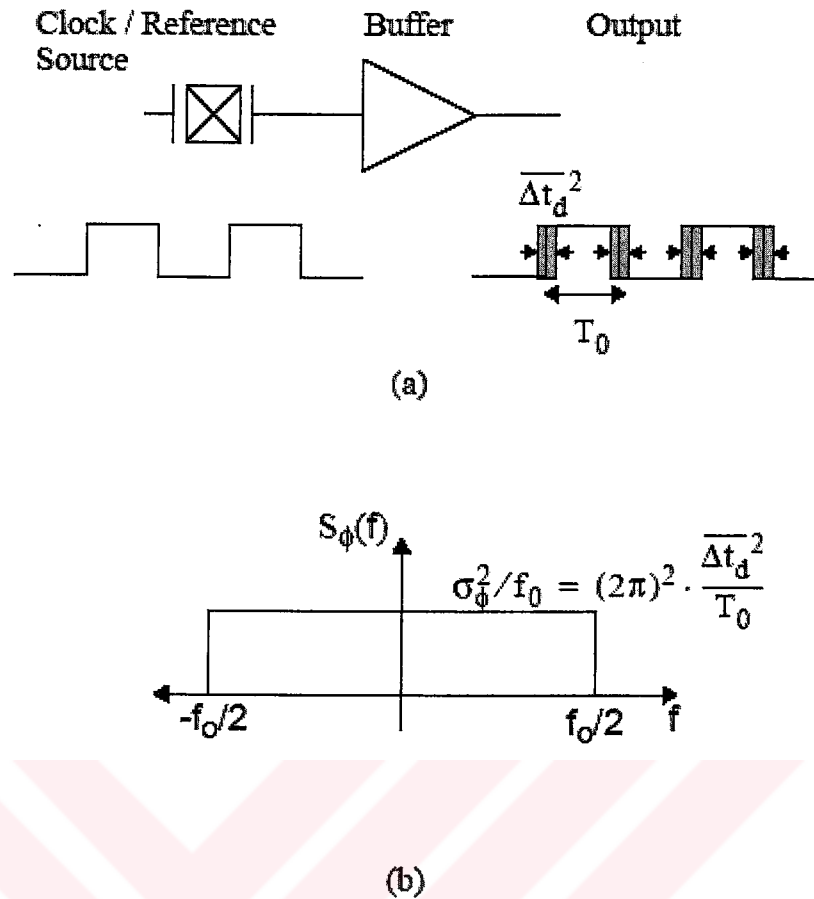 Clock / Reference Source
Buffer
Output
Δt_d²
T₀
(a)
S_ϕ(f)
σ_ϕ²/f₀ = (2π)² · Δt_d²/T₀
-f₀/2
f₀/2
f
(b)